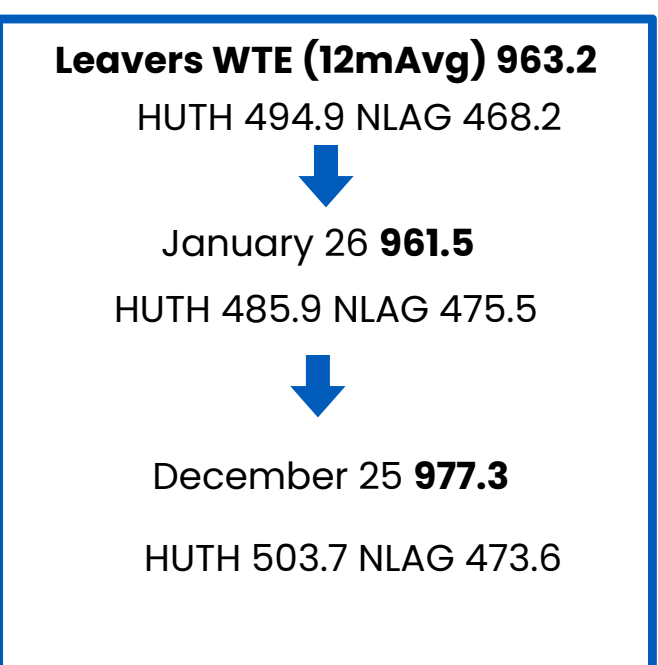 Leavers WTE (12mAvg) 963.2
HUTH 494.9 NLAG 468.2
January 26 961.5
HUTH 485.9 NLAG 475.5
December 25 977.3
HUTH 503.7 NLAG 473.6